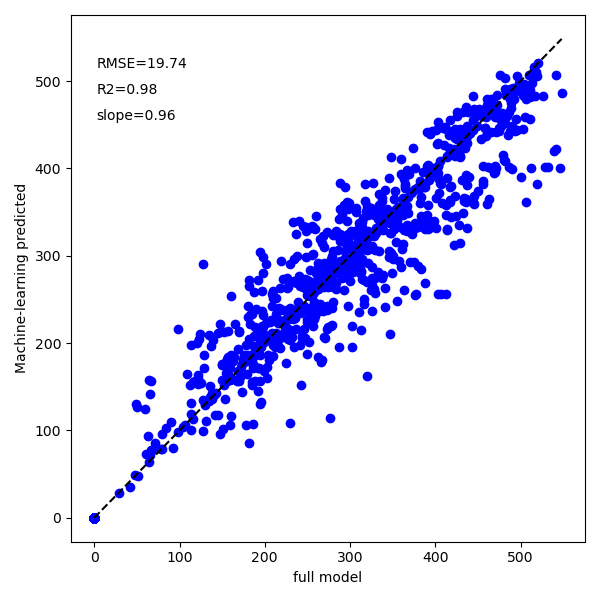 RMSE=19.74
R2=0.98
slope=0.96
500
400
300
200
100
0
Machine-learning predicted
0 100 200 300 400 500
full model